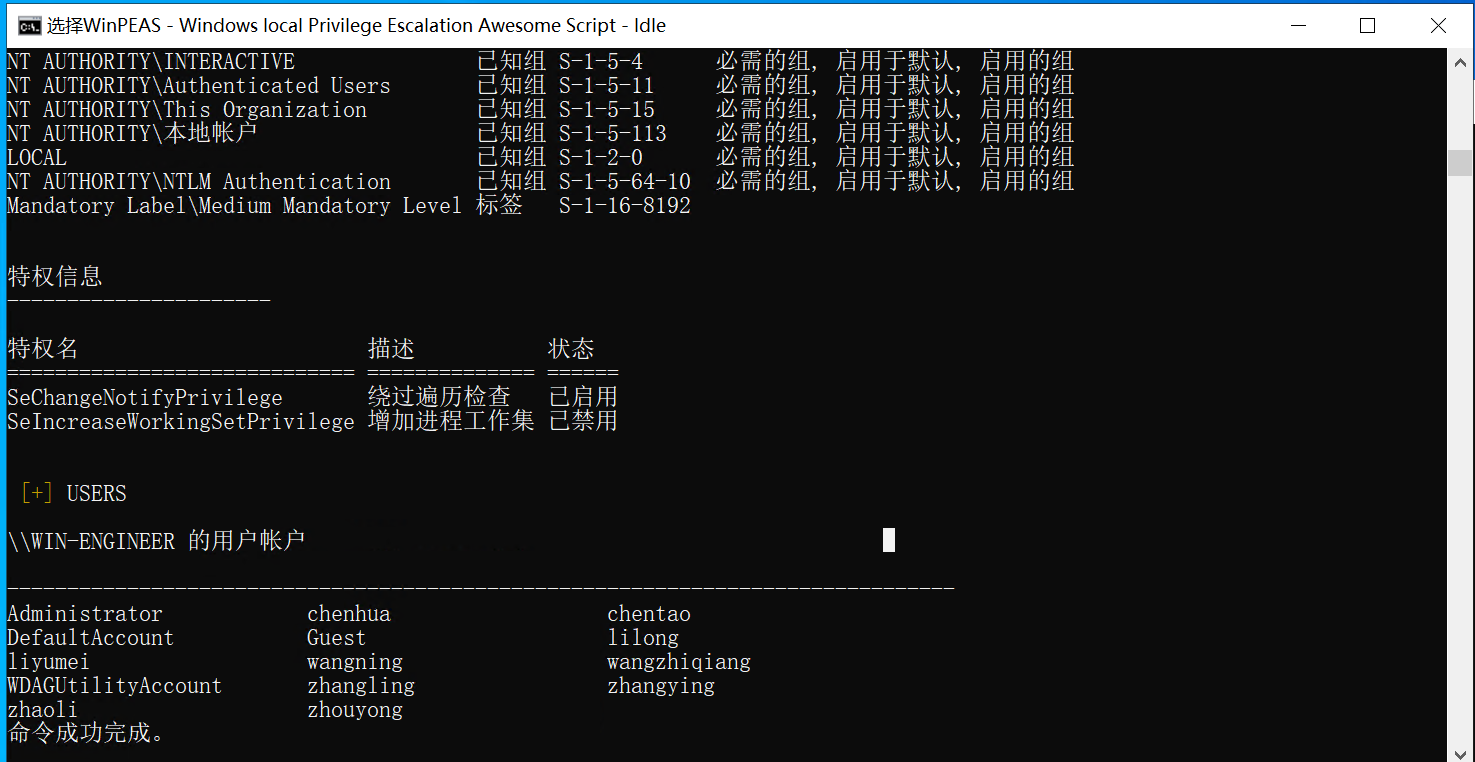 选择WinPEAS - Windows local Privilege Escalation Awesome Script - Idle
NT AUTHORITY\INTERACTIVE 已知组 S-1-5-4 必需的组, 启用于默认, 启用的组
NT AUTHORITY\Authenticated Users 已知组 S-1-5-11 必需的组, 启用于默认, 启用的组
NT AUTHORITY\This Organization 已知组 S-1-5-15 必需的组, 启用于默认, 启用的组
NT AUTHORITY\本地帐户 已知组 S-1-5-113 必需的组, 启用于默认, 启用的组
LOCAL 已知组 S-1-2-0 必需的组, 启用于默认, 启用的组
NT AUTHORITY\NTLM Authentication 已知组 S-1-5-64-10 必需的组, 启用于默认, 启用的组
Mandatory Label\Medium Mandatory Level 标签 S-1-16-8192
特权信息
----------------------
特权名 描述 状态
============================= ============== ======
SeChangeNotifyPrivilege 绕过遍历检查 已启用
SeIncreaseWorkingSetPrivilege 增加进程工作集 已禁用
[+] USERS
\\WIN-ENGINEER 的用户帐户
-------------------------------------------------------------------------------
Administrator chenhua chentao
DefaultAccount Guest lilong
liyumei wangning wangzhiqiang
WDAGUtilityAccount zhangling zhangying
zhaoli zhouyong
命令成功完成。